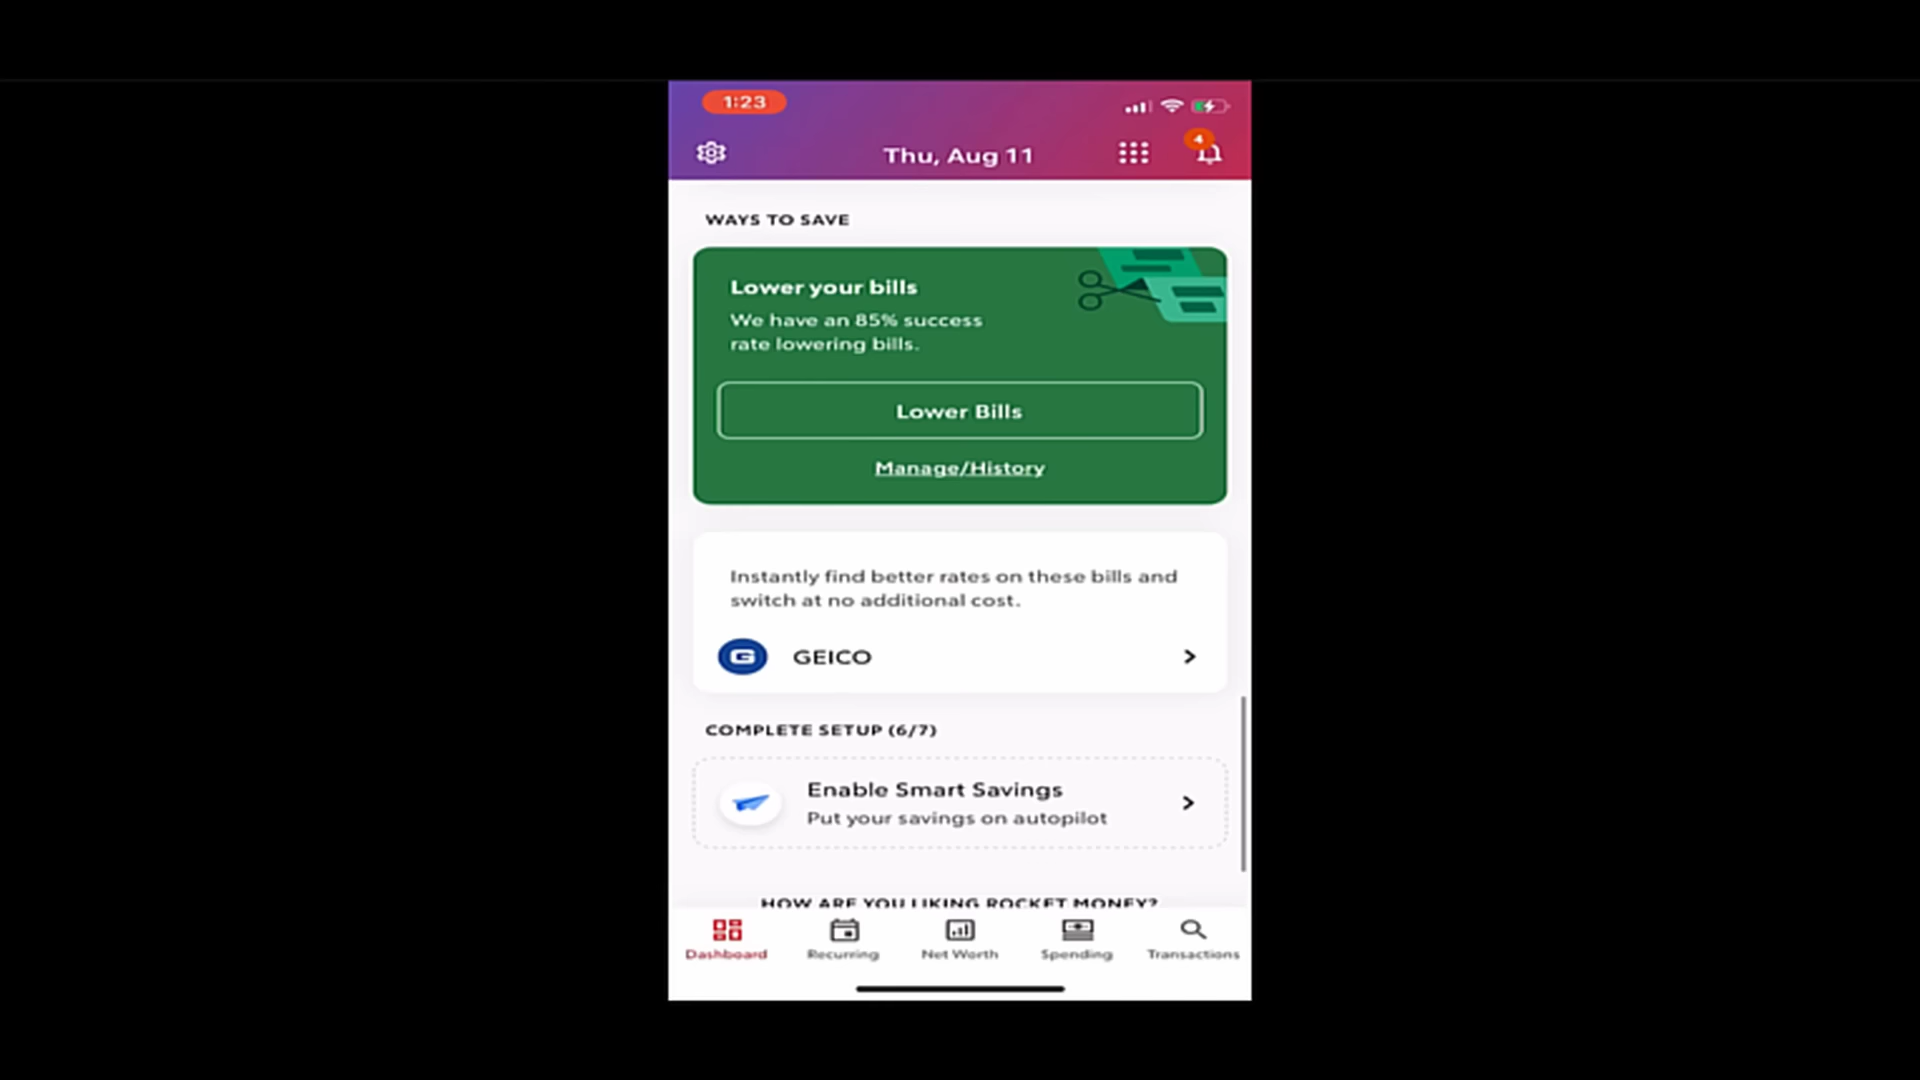 1:23
Thu, Aug 11
4
WAYS TO SAVE
Lower your bills
We have an 85% success
rate lowering bills.
Lower Bills
Manage/History
Instantly find better rates on these bills and
switch at no additional cost.
G GEICO
COMPLETE SETUP (6/7)
Enable Smart Savings
Put your savings on autopilot
HOW ARE YOU LIKING ROCKET MONEY?
Dashboard Recurring Net Worth Spending Transactions